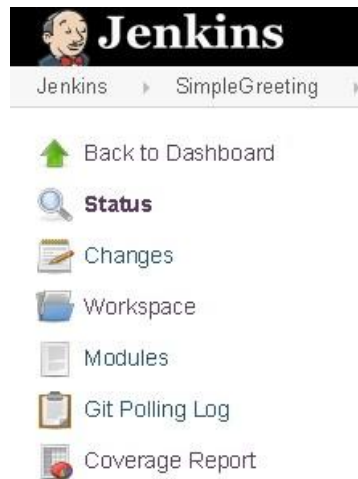 Jenkins
Jenkins SimpleGreeting
Back to Dashboard
Status
Changes
Workspace
Modules
Git Polling Log
Coverage Report